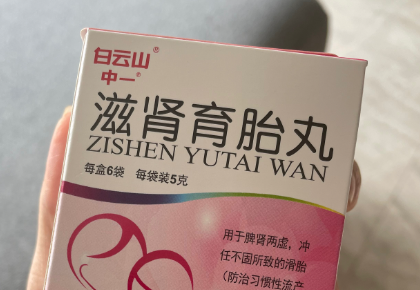 白云山®
中一®
滋肾育胎丸
ZISHEN YUTAI WAN
每盒6袋 每袋装5克
用于脾肾两虚，冲
任不固所致的滑胎
（防治习惯性流产